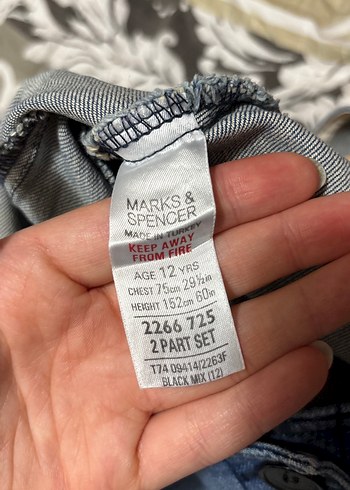 MARKS &
SPENCER
MADE IN TURKEY
KEEP AWAY
FROM FIRE
AGE 12 YRS
CHEST 75cm 29½in
HEIGHT 152cm 60in
2266 725
2 PART SET
T74 09414/2263F
BLACK MIX (12)